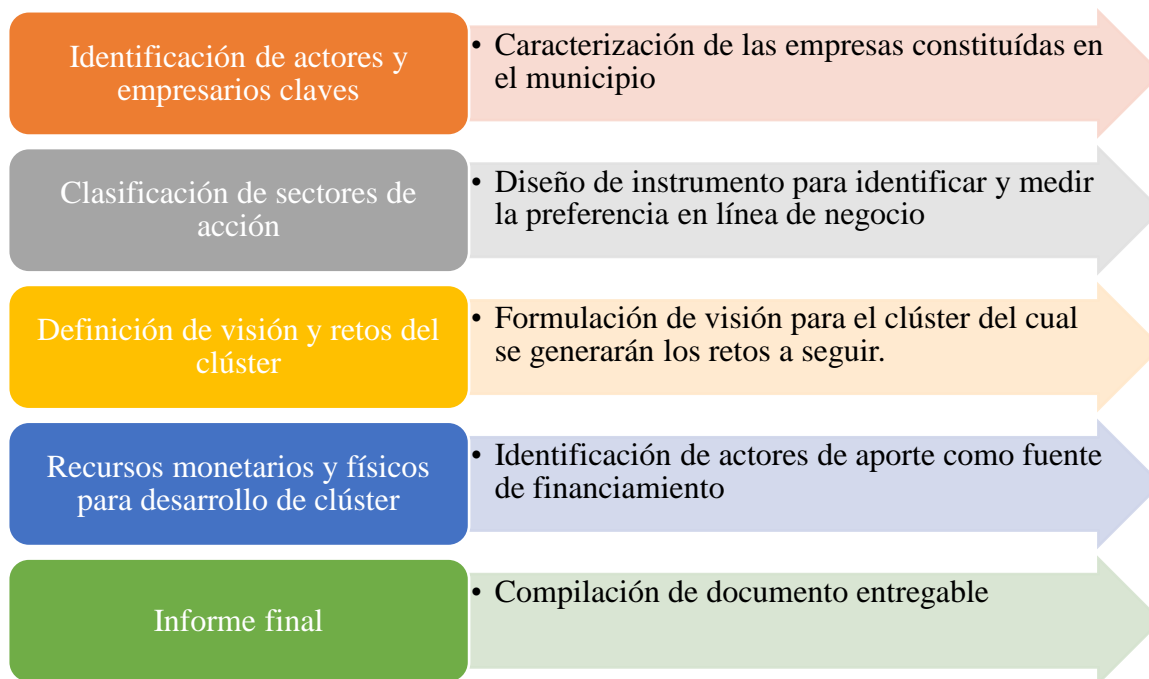 Identificación de actores y
empresarios claves
• Caracterización de las empresas constituídas en
el municipio
Clasificación de sectores de
acción
• Diseño de instrumento para identificar y medir
la preferencia en línea de negocio
Definición de visión y retos del
clúster
• Formulación de visión para el clúster del cual
se generarán los retos a seguir.
Recursos monetarios y físicos
para desarrollo de clúster
• Identificación de actores de aporte como fuente
de financiamiento
Informe final
• Compilación de documento entregable